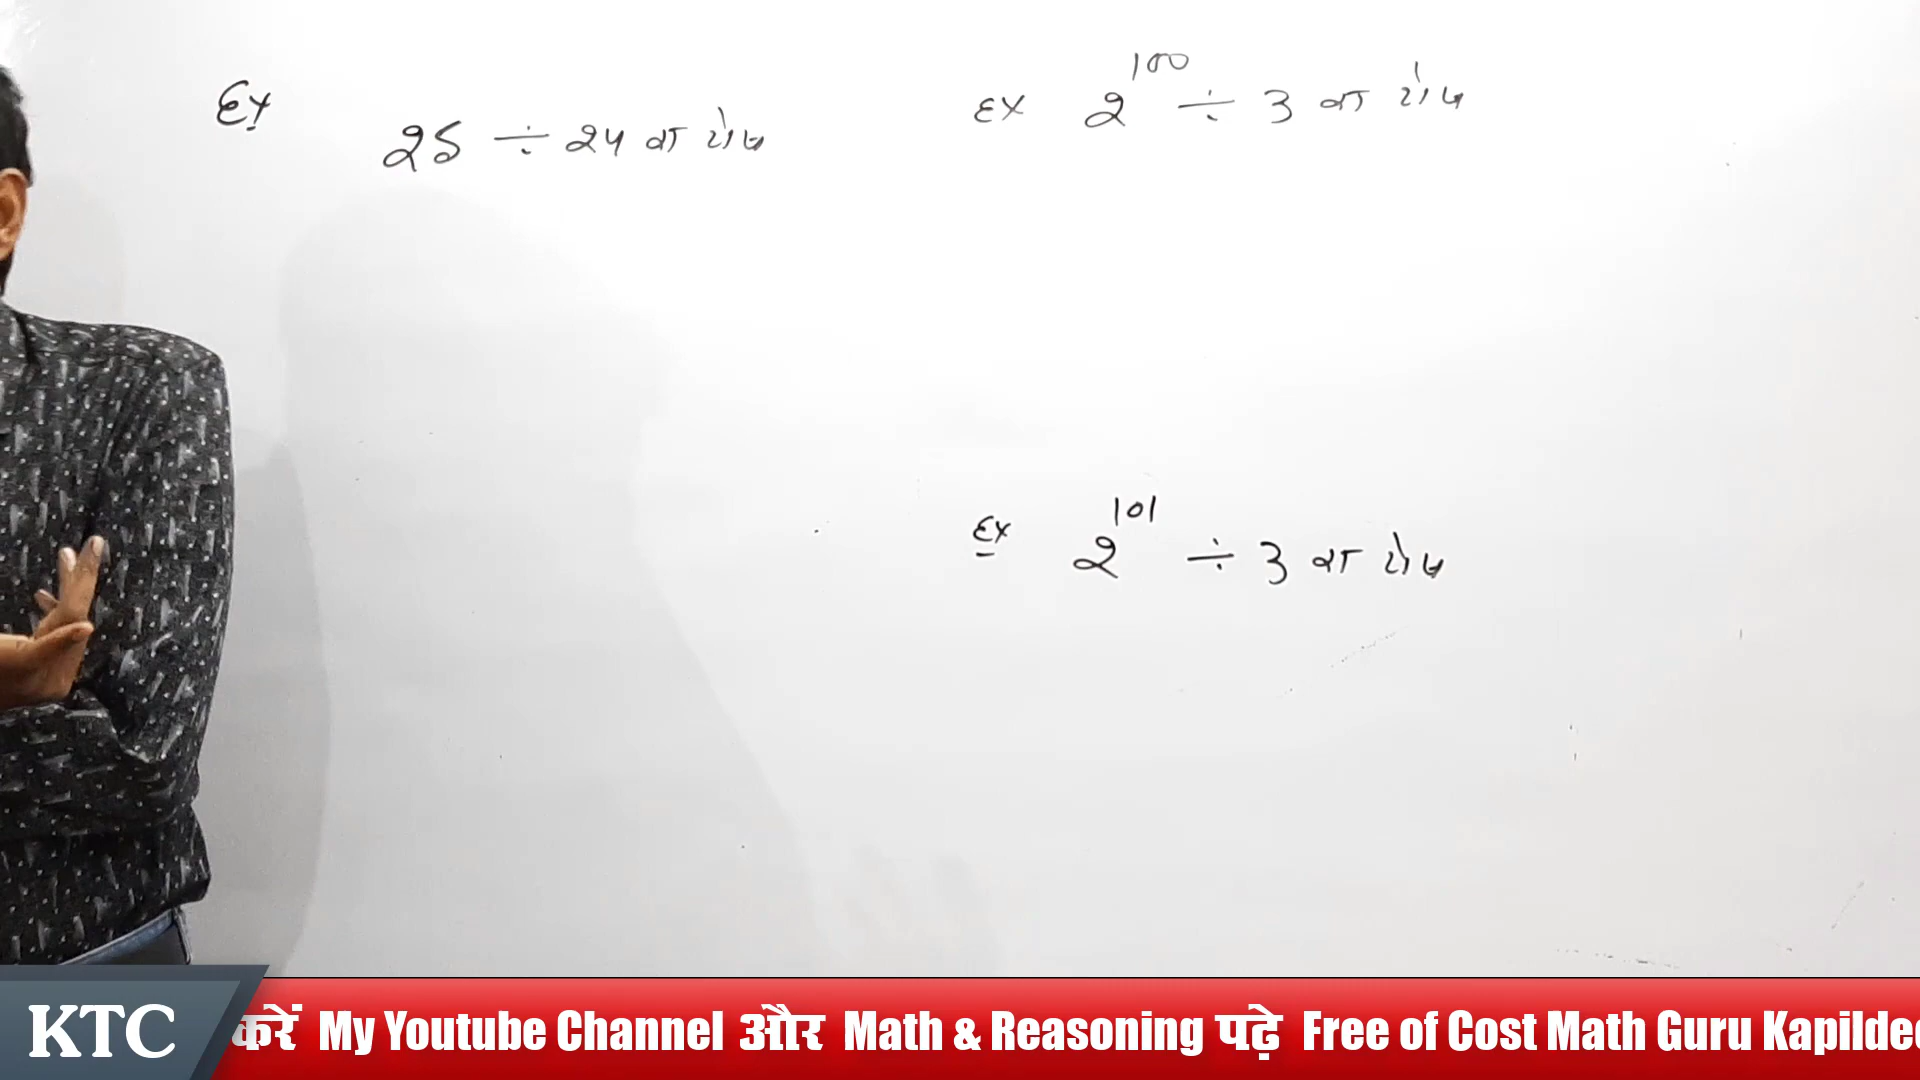 Ex 25 ÷ 24 का शेष
Ex 2^100 ÷ 3 का शेष
Ex 2^101 ÷ 3 का शेष
KTC
करें My Youtube Channel और Math & Reasoning पढ़े Free of Cost Math Guru Kapildeo